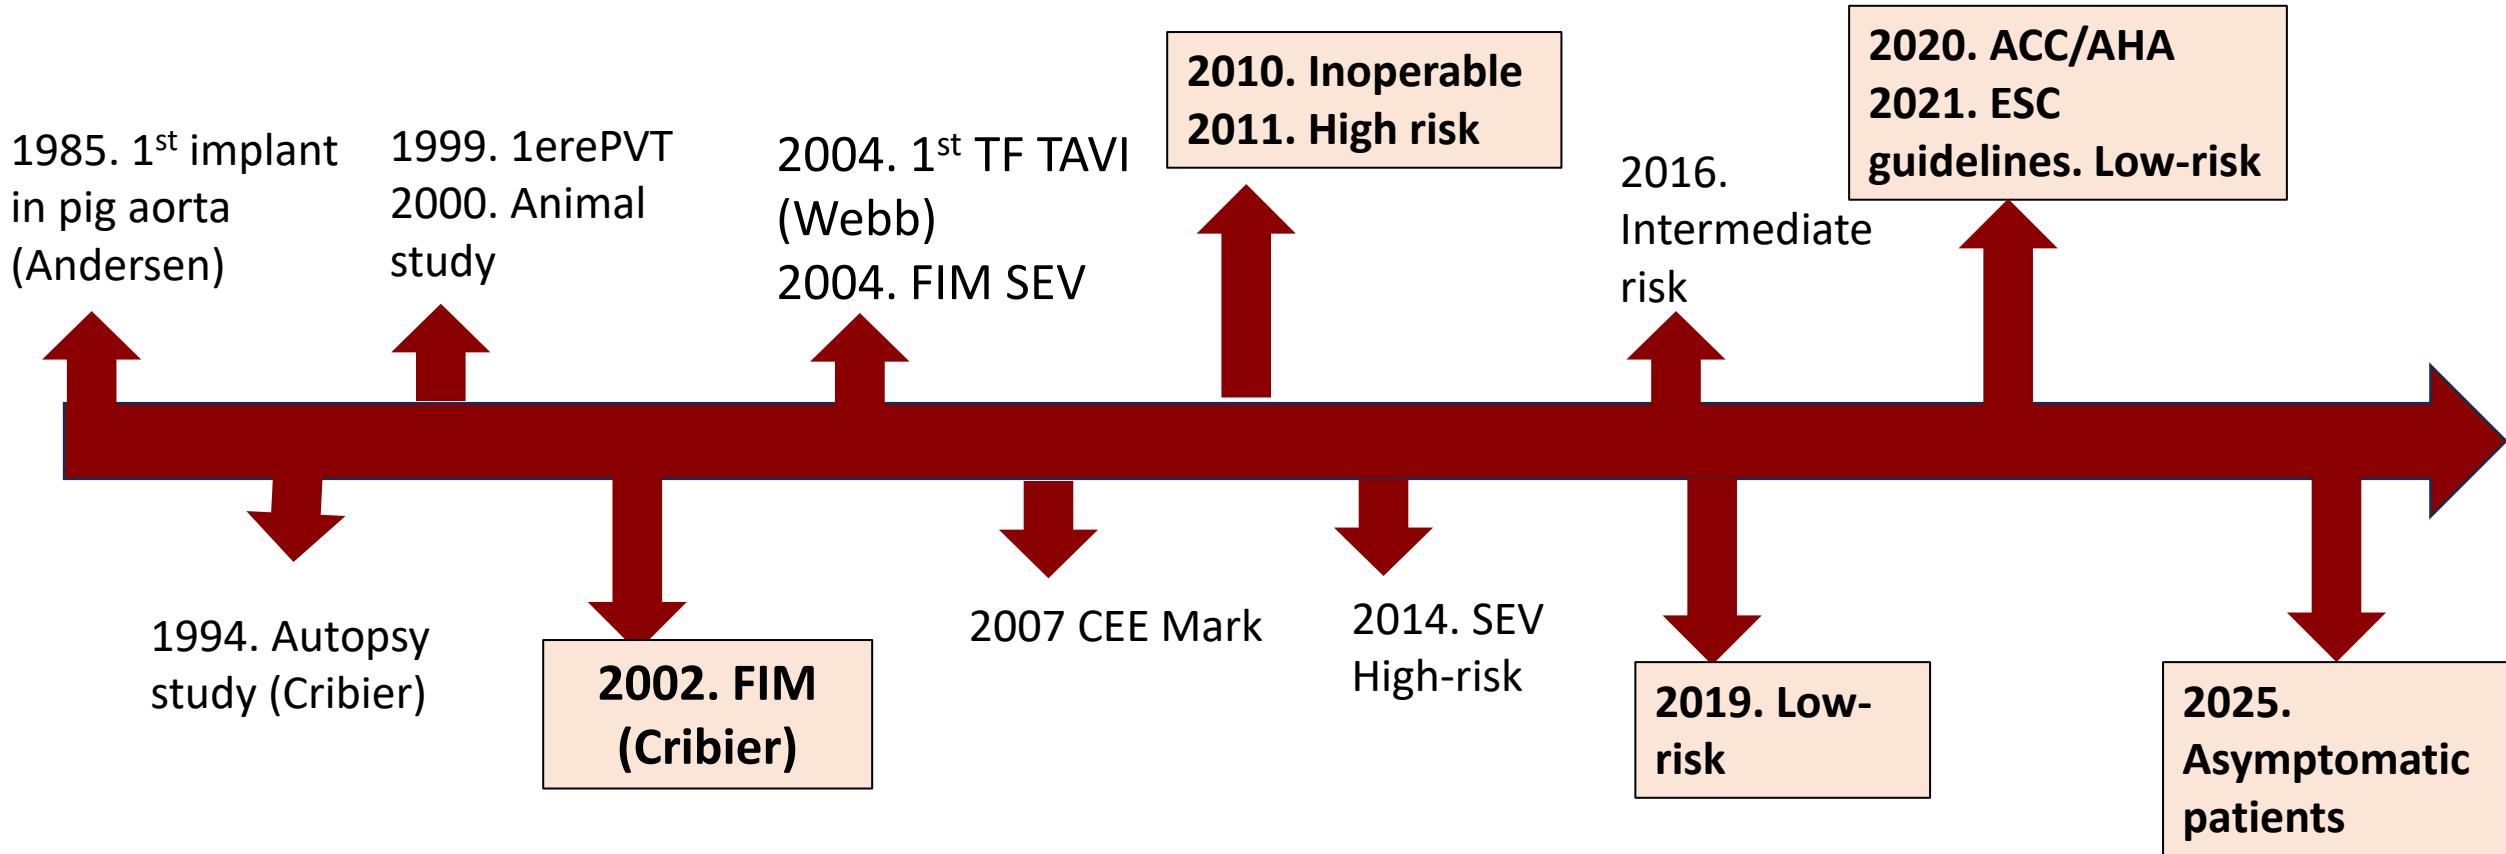 1985. 1st implant
in pig aorta
(Andersen)
1999. 1erePVT
2000. Animal
study
2004. 1st TF TAVI
(Webb)
2004. FIM SEV
2010. Inoperable
2011. High risk
2016.
Intermediate
risk
2020. ACC/AHA
2021. ESC
guidelines. Low-risk
1994. Autopsy
study (Cribier)
2002. FIM
(Cribier)
2007 CEE Mark
2014. SEV
High-risk
2019. Low-
risk
2025.
Asymptomatic
patients